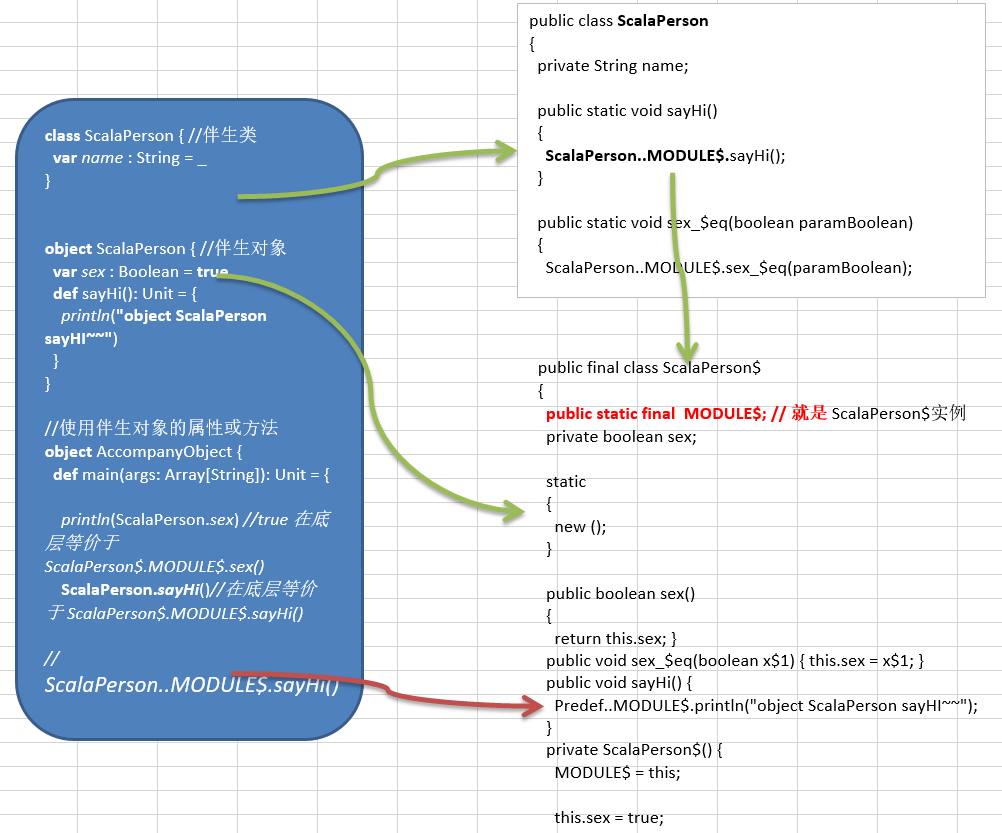 class ScalaPerson { //伴生类
var name : String = _
}
object ScalaPerson { //伴生对象
var sex : Boolean = true
def sayHi(): Unit = {
println("object ScalaPerson
sayHI~~")
}
}
//使用伴生对象的属性或方法
object AccompanyObject {
def main(args: Array[String]): Unit = {
println(ScalaPerson.sex) //true 在底
层等价于
ScalaPerson$.MODULE$.sex()
ScalaPerson.sayHi()//在底层等价
于 ScalaPerson$.MODULE$.sayHi()
//
ScalaPerson..MODULE$.sayHi()
public class ScalaPerson
{
private String name;
public static void sayHi()
{
ScalaPerson..MODULE$.sayHi();
}
public static void sex_$eq(boolean paramBoolean)
{
ScalaPerson..MODULE$.sex_$eq(paramBoolean);
public final class ScalaPerson$
{
public static final  MODULE$; // 就是 ScalaPerson$实例
private boolean sex;
static
{
new ();
}
public boolean sex()
{
return this.sex; }
public void sex_$eq(boolean x$1) { this.sex = x$1; }
public void sayHi() {
Predef..MODULE$.println("object ScalaPerson sayHI~~");
}
private ScalaPerson$() {
MODULE$ = this;
this.sex = true;